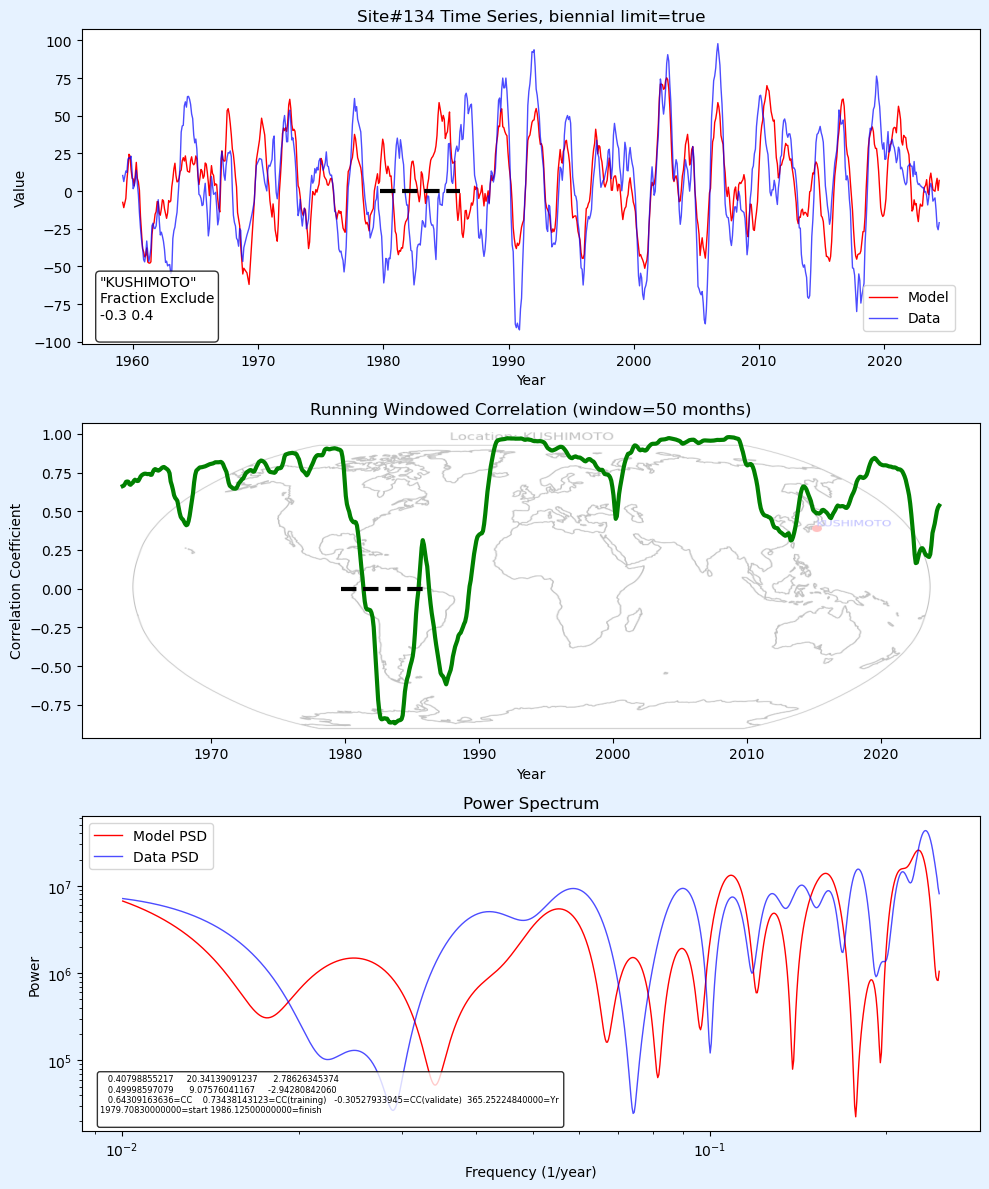 Site#134 Time Series, biennial limit=true
Value
100
75
50
25
0
−25
−50
−75
−100
"KUSHIMOTO"
Fraction Exclude
-0.3 0.4
Model
Data
1960
1970
1980
1990
2000
2010
2020
Year
Running Windowed Correlation (window=50 months)
Location: KUSHIMOTO
Correlation Coefficient
1.00
0.75
0.50
0.25
0.00
−0.25
−0.50
−0.75
KUSHIMOTO
1970
1980
1990
2000
2010
2020
Year
Power Spectrum
Model PSD
Data PSD
Power
10⁷
10⁶
10⁵
0.40798855217 20.34139091237 2.78626345374
0.49998597079 9.07576041167 -2.94280842060
0.64309163636=CC 0.73438143123=CC(training) -0.30527933945=CC(validate) 365.25224840000=Yr
1979.70830000000=start 1986.12500000000=finish
10⁻²
10⁻¹
Frequency (1/year)